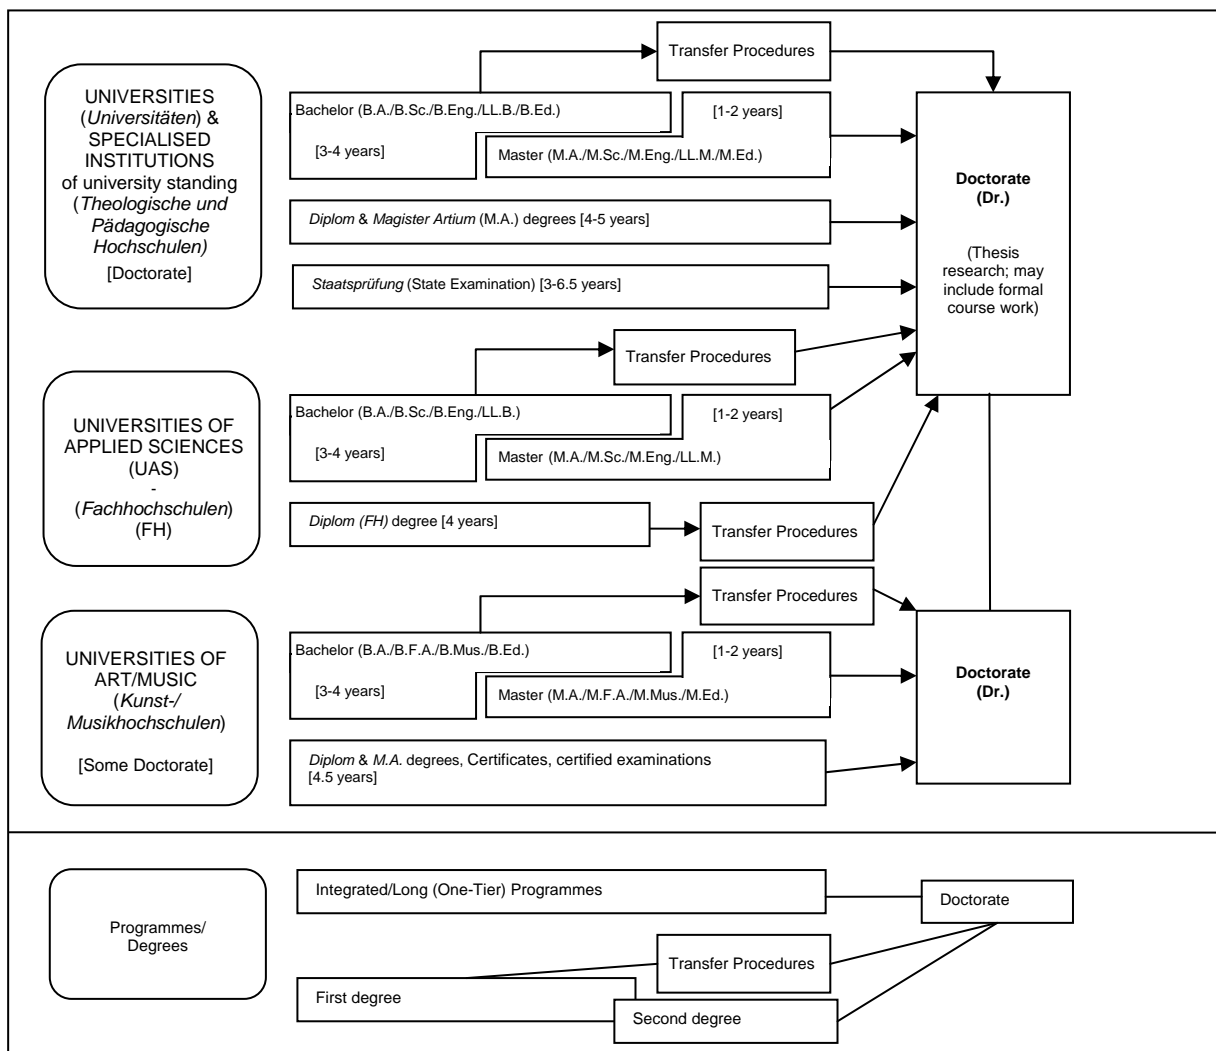 Transfer Procedures
UNIVERSITIES
(Universitäten) &
SPECIALISED
INSTITUTIONS
of university standing
(Theologische und
Pädagogische
Hochschulen)
[Doctorate]
Bachelor (B.A./B.Sc./B.Eng./LL.B./B.Ed.)
[3-4 years]
[1-2 years]
Master (M.A./M.Sc./M.Eng./LL.M./M.Ed.)
Diplom & Magister Artium (M.A.) degrees [4-5 years]
Staatsprüfung (State Examination) [3-6.5 years]
Doctorate
(Dr.)
(Thesis
research; may
include formal
course work)
UNIVERSITIES OF
APPLIED SCIENCES
(UAS)
-
(Fachhochschulen)
(FH)
Transfer Procedures
Bachelor (B.A./B.Sc./B.Eng./LL.B.)
[3-4 years]
[1-2 years]
Master (M.A./M.Sc./M.Eng./LL.M.)
Diplom (FH) degree [4 years]
Transfer Procedures
UNIVERSITIES OF
ART/MUSIC
(Kunst-/
Musikhochschulen)
[Some Doctorate]
Transfer Procedures
Bachelor (B.A./B.F.A./B.Mus./B.Ed.)
[3-4 years]
[1-2 years]
Master (M.A./M.F.A./M.Mus./M.Ed.)
Diplom & M.A. degrees, Certificates, certified examinations
[4.5 years]
Doctorate
(Dr.)
Programmes/
Degrees
Integrated/Long (One-Tier) Programmes
Doctorate
Transfer Procedures
First degree
Second degree